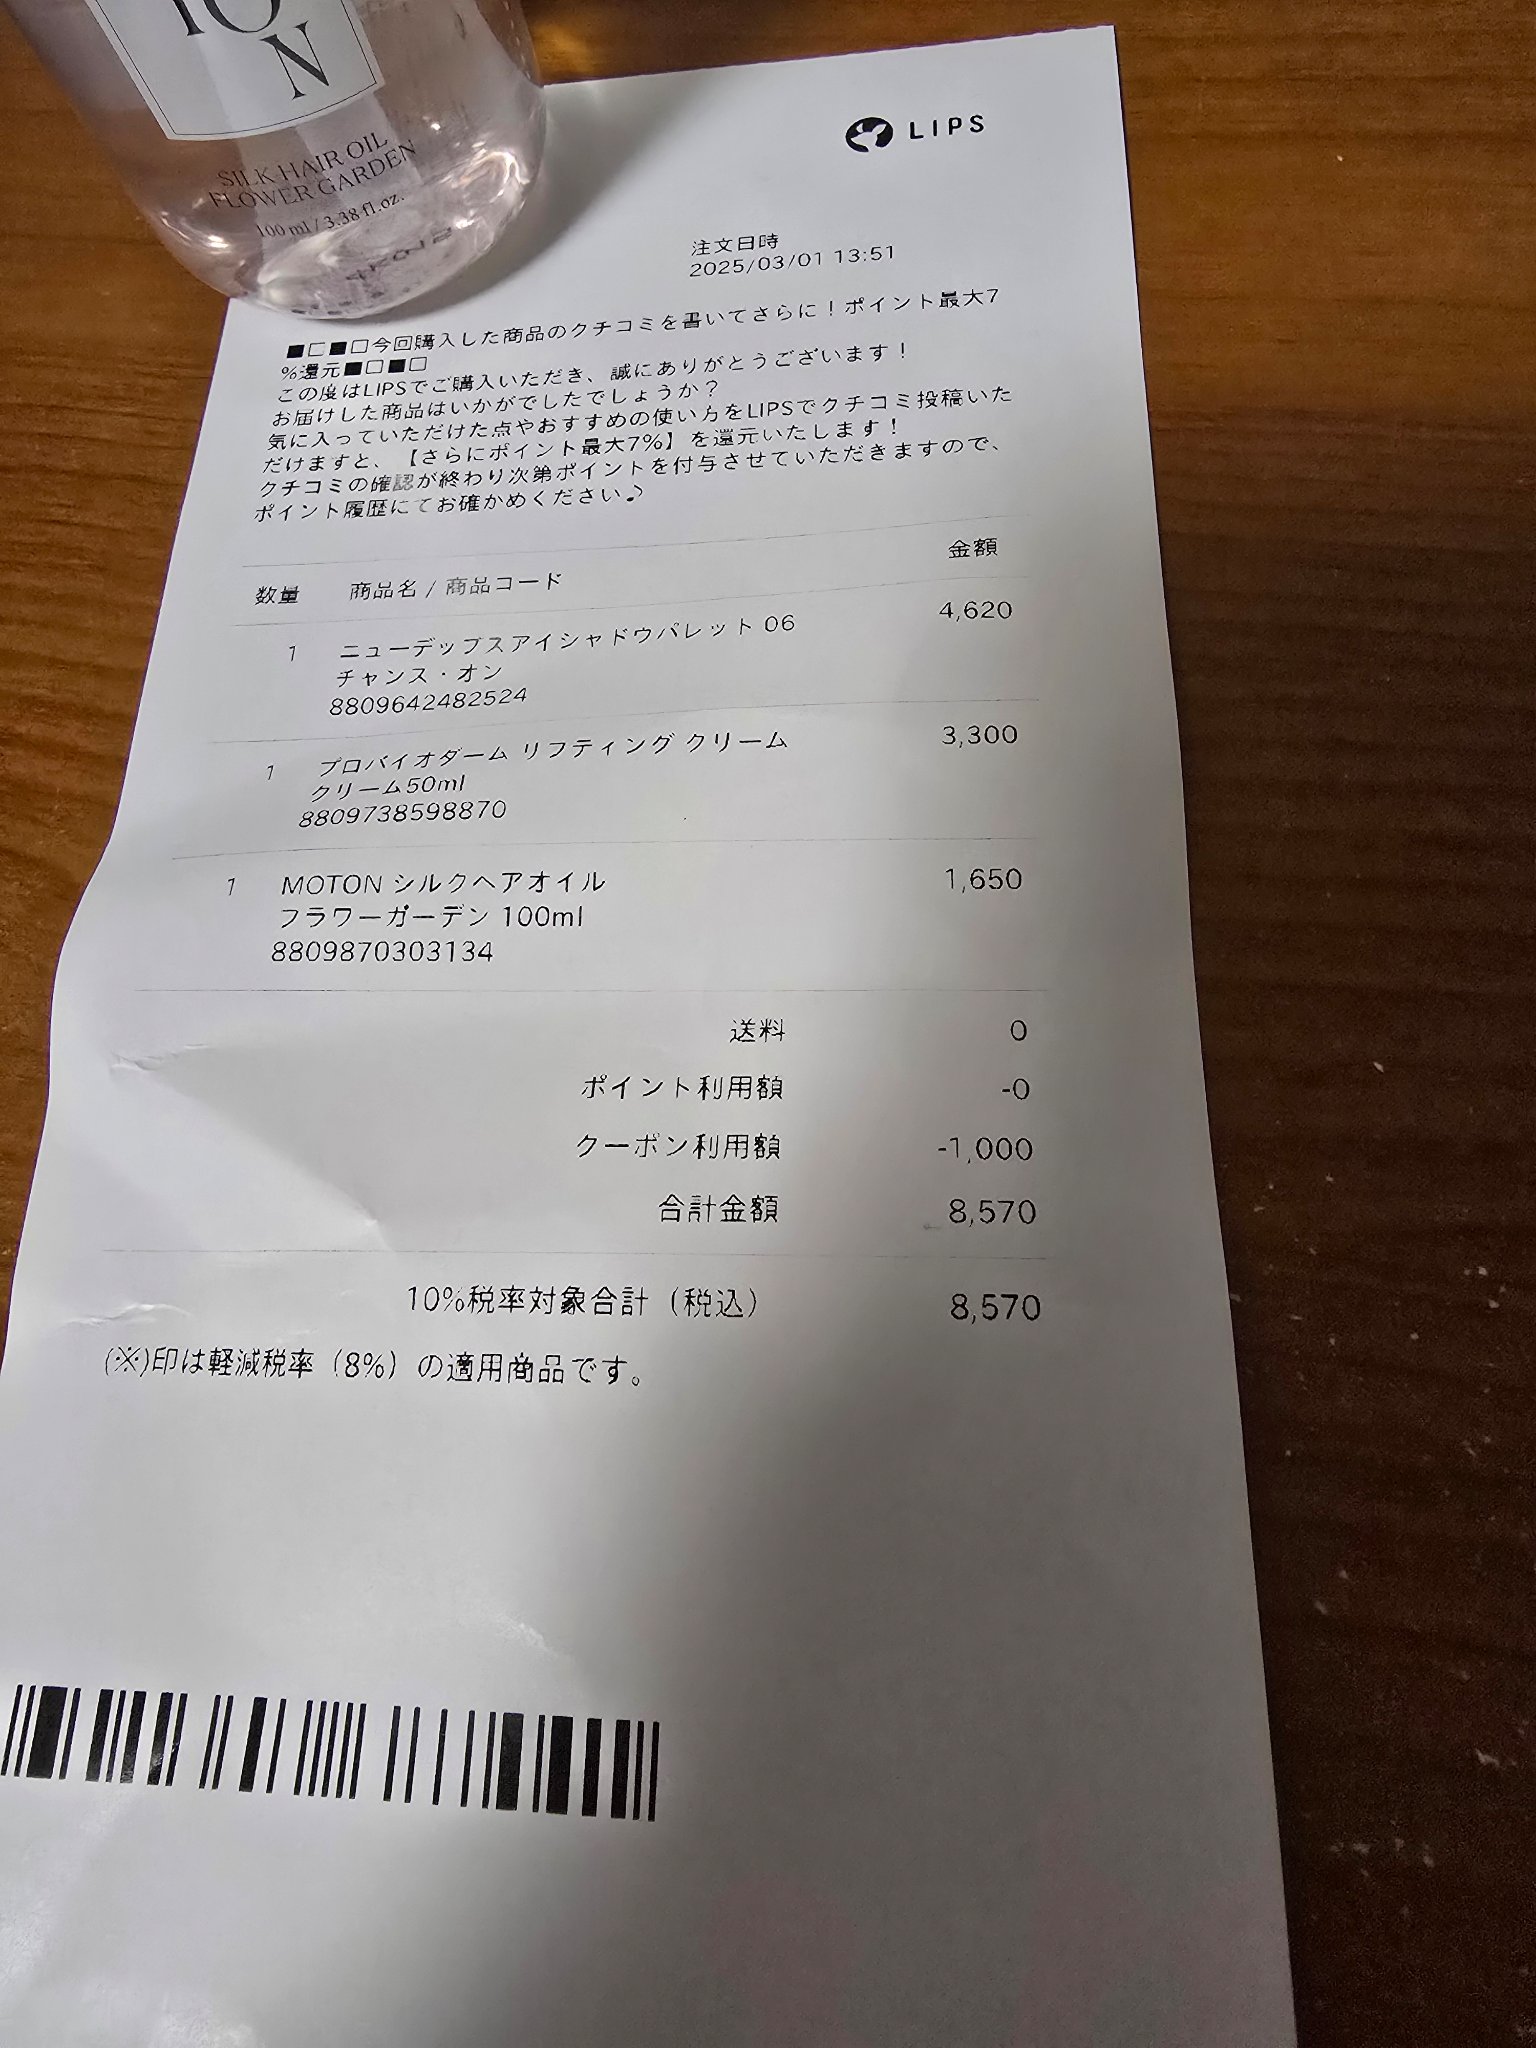 ION
SILK HAIR OIL
FLOWER GARDEN
100 ml / 3.38 fl.oz.
LIPS
注文日時
2025/03/01 13:51
■□■□今回購入した商品のクチコミを書いてさらに！ポイント最大7
%還元■□■□
この度はLIPSでご購入いただき、誠にありがとうございます！
お届けした商品はいかがでしたでしょうか？
気に入っていただけた点やおすすめの使い方をLIPSでクチコミ投稿いた
だけますと、【さらにポイント最大7%】を還元いたします！
クチコミの確認が終わり次第ポイントを付与させていただきますので、
ポイント履歴にてお確かめください♪
数量 商品名 / 商品コード 金額
1 ニューデップスアイシャドウパレット 06 4,620
チャンス・オン
8809642482524
1 プロバイオダーム リフティング クリーム 3,300
クリーム50ml
8809738598870
1 MOTON シルクヘアオイル 1,650
フラワーガーデン 100ml
8809870303134
送料 0
ポイント利用額 -0
クーポン利用額 -1,000
合計金額 8,570
10%税率対象合計（税込） 8,570
(※)印は軽減税率（8%）の適用商品です。